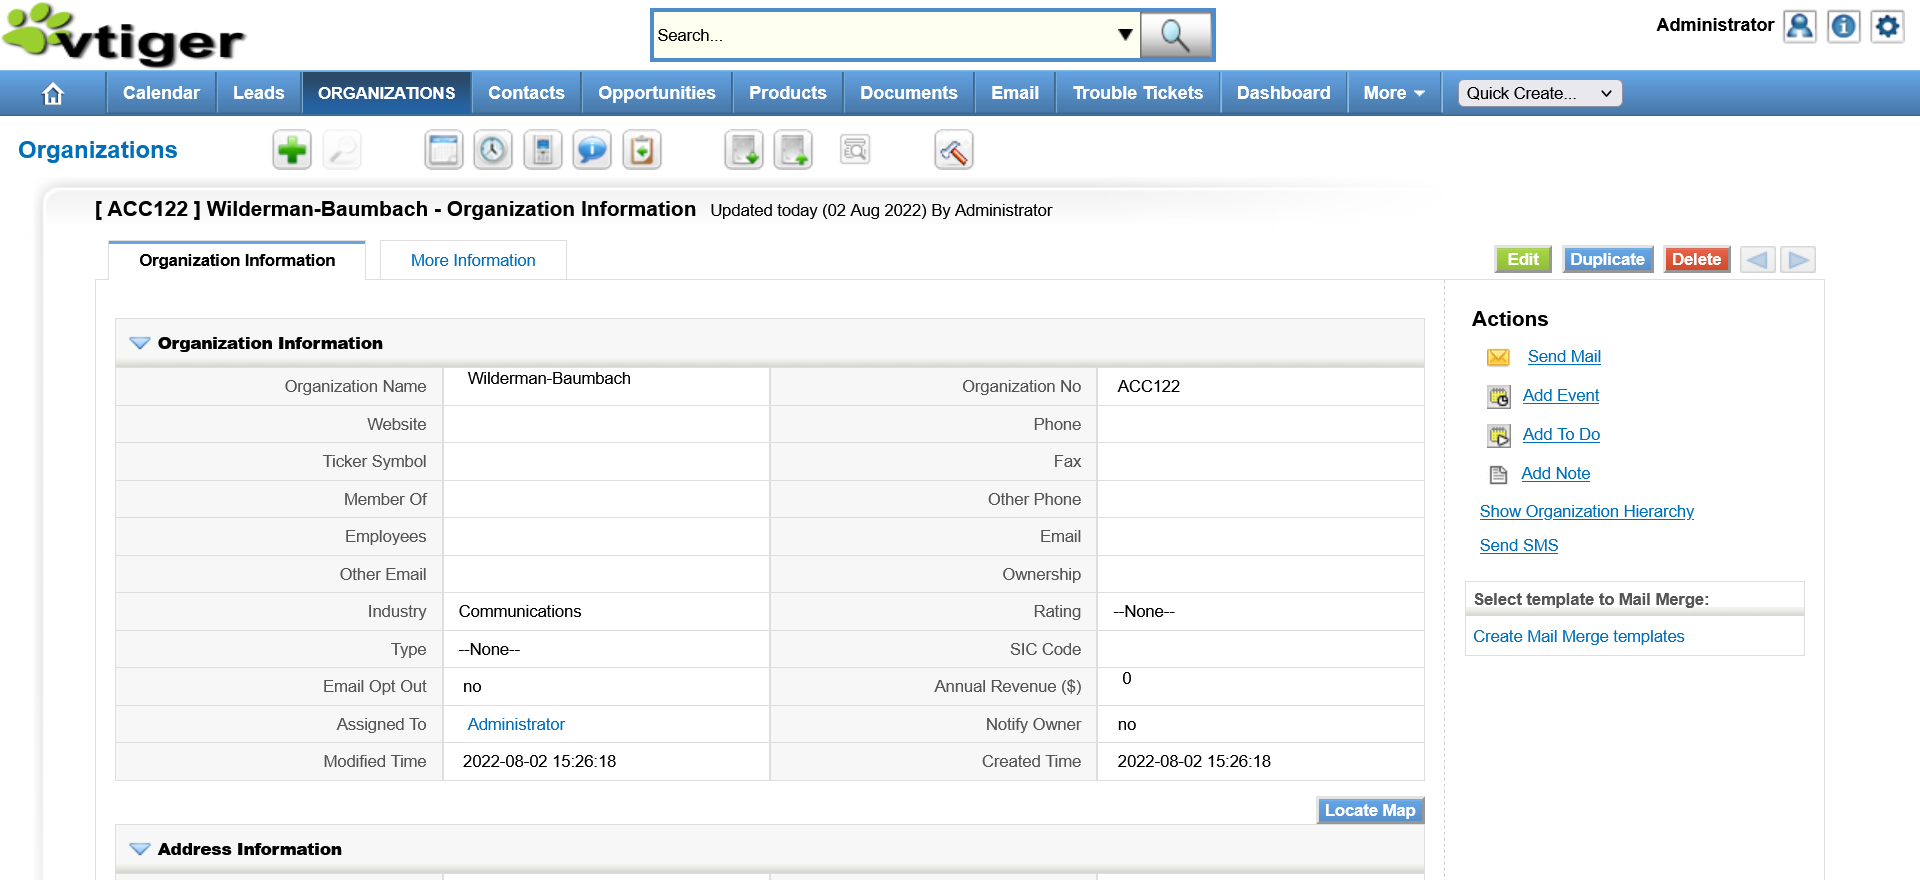 vtiger
Search...
Administrator
Calendar Leads ORGANIZATIONS Contacts Opportunities Products Documents Email Trouble Tickets Dashboard More Quick Create...
Organizations
[ ACC122 ] Wilderman-Baumbach - Organization Information Updated today (02 Aug 2022) By Administrator
Organization Information More Information Edit Duplicate Delete
Organization Information
Organization Name Wilderman-Baumbach Organization No ACC122
Website Phone
Ticker Symbol Fax
Member Of Other Phone
Employees Email
Other Email Ownership
Industry Communications Rating --None--
Type --None-- SIC Code
Email Opt Out no Annual Revenue ($) 0
Assigned To Administrator Notify Owner no
Modified Time 2022-08-02 15:26:18 Created Time 2022-08-02 15:26:18
Locate Map
Address Information
Actions
Send Mail
Add Event
Add To Do
Add Note
Show Organization Hierarchy
Send SMS
Select template to Mail Merge:
Create Mail Merge templates